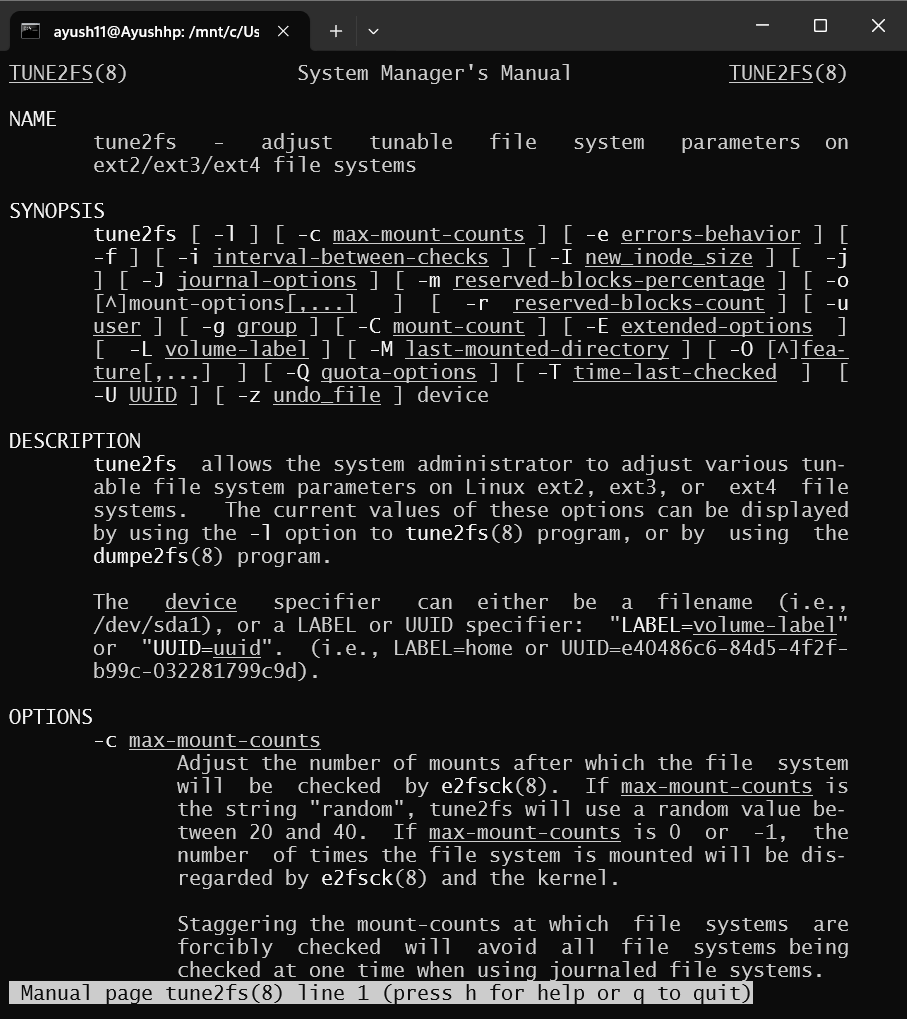 ayush11@Ayushhp: /mnt/c/Us
TUNE2FS(8) System Manager's Manual TUNE2FS(8)
NAME
tune2fs - adjust tunable file system parameters on
ext2/ext3/ext4 file systems
SYNOPSIS
tune2fs [ -l ] [ -c max-mount-counts ] [ -e errors-behavior ] [
-f ] [ -i interval-between-checks ] [ -I new_inode_size ] [ -j
] [ -J journal-options ] [ -m reserved-blocks-percentage ] [ -o
[^]mount-options[,...] ] [ -r reserved-blocks-count ] [ -u
user ] [ -g group ] [ -C mount-count ] [ -E extended-options ]
[ -L volume-label ] [ -M last-mounted-directory ] [ -O [^]fea-
ture[,...] ] [ -Q quota-options ] [ -T time-last-checked ] [
-U UUID ] [ -z undo_file ] device
DESCRIPTION
tune2fs allows the system administrator to adjust various tun-
able file system parameters on Linux ext2, ext3, or ext4 file
systems. The current values of these options can be displayed
by using the -l option to tune2fs(8) program, or by using the
dumpe2fs(8) program.
The device specifier can either be a filename (i.e.,
/dev/sda1), or a LABEL or UUID specifier: "LABEL=volume-label"
or "UUID=uuid". (i.e., LABEL=home or UUID=e40486c6-84d5-4f2f-
b99c-032281799c9d).
OPTIONS
-c max-mount-counts
Adjust the number of mounts after which the file system
will be checked by e2fsck(8). If max-mount-counts is
the string "random", tune2fs will use a random value be-
tween 20 and 40. If max-mount-counts is 0 or -1, the
number of times the file system is mounted will be dis-
regarded by e2fsck(8) and the kernel.
Staggering the mount-counts at which file systems are
forcibly checked will avoid all file systems being
checked at one time when using journaled file systems.
Manual page tune2fs(8) line 1 (press h for help or q to quit)